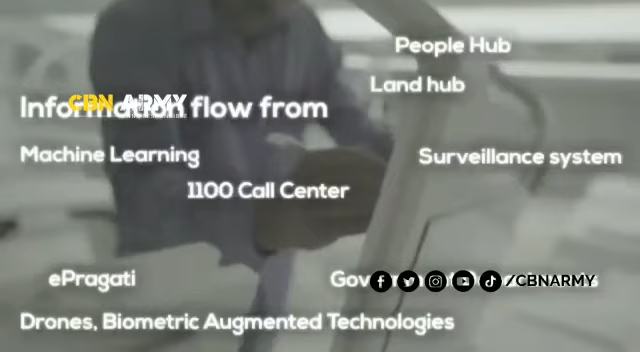 People Hub
Land hub
CBN ARMY
Information flow from
Machine Learning
Surveillance system
1100 Call Center
ePragati
/CBNARMY
Drones, Biometric Augmented Technologies